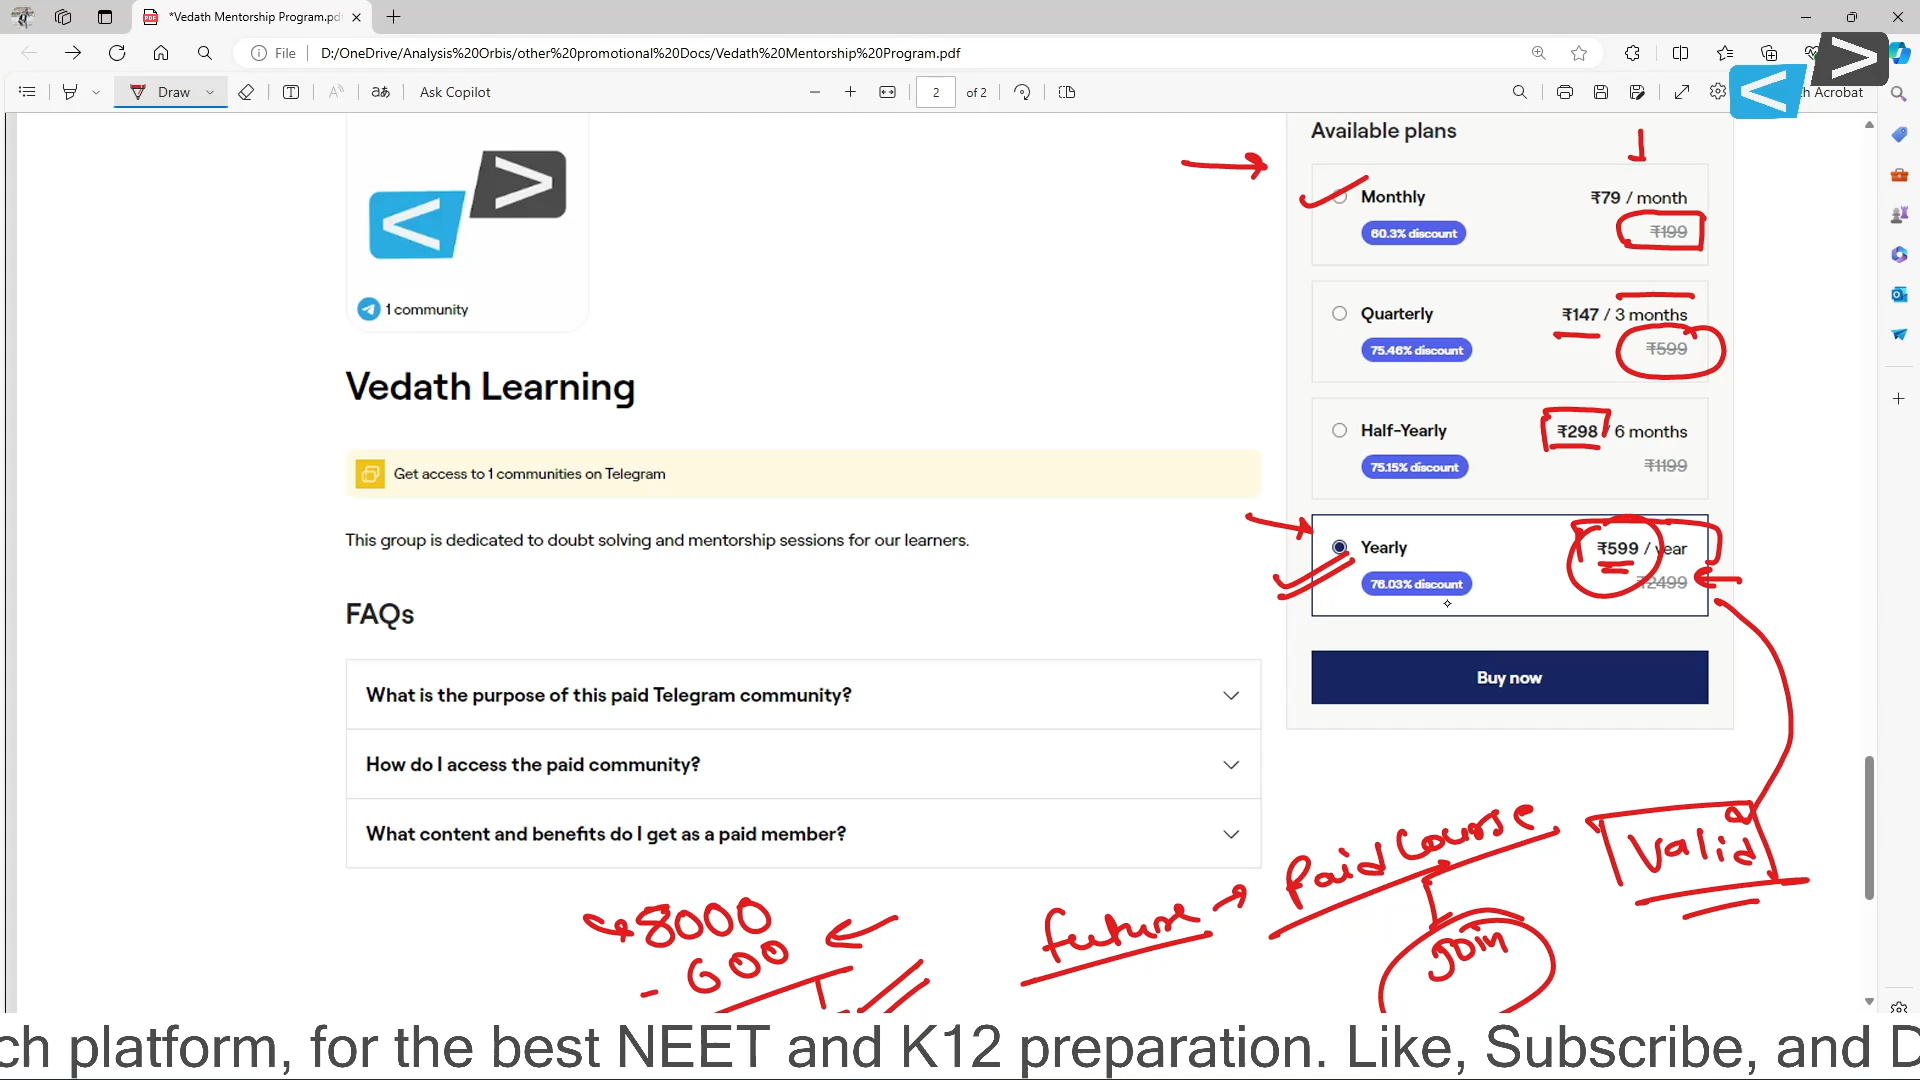 *Vedath Mentorship Program.pdf
File
D:/OneDrive/Analysis%20Orbis/other%20promotional%20Docs/Vedath%20Mentorship%20Program.pdf
Draw
Ask Copilot
2 of 2
h Acrobat
Available plans
Monthly ₹79 / month
60.3% discount ₹199
Quarterly ₹147 / 3 months
75.46% discount ₹599
Half-Yearly ₹298 / 6 months
75.15% discount ₹1199
Yearly ₹599 / year
76.03% discount ₹2499
Buy now
1 community
Vedath Learning
Get access to 1 communities on Telegram
This group is dedicated to doubt solving and mentorship sessions for our learners.
FAQs
What is the purpose of this paid Telegram community?
How do I access the paid community?
What content and benefits do I get as a paid member?
8000
- 600
future → Paid Course
Join
Valid
ch platform, for the best NEET and K12 preparation. Like, Subscribe, and D